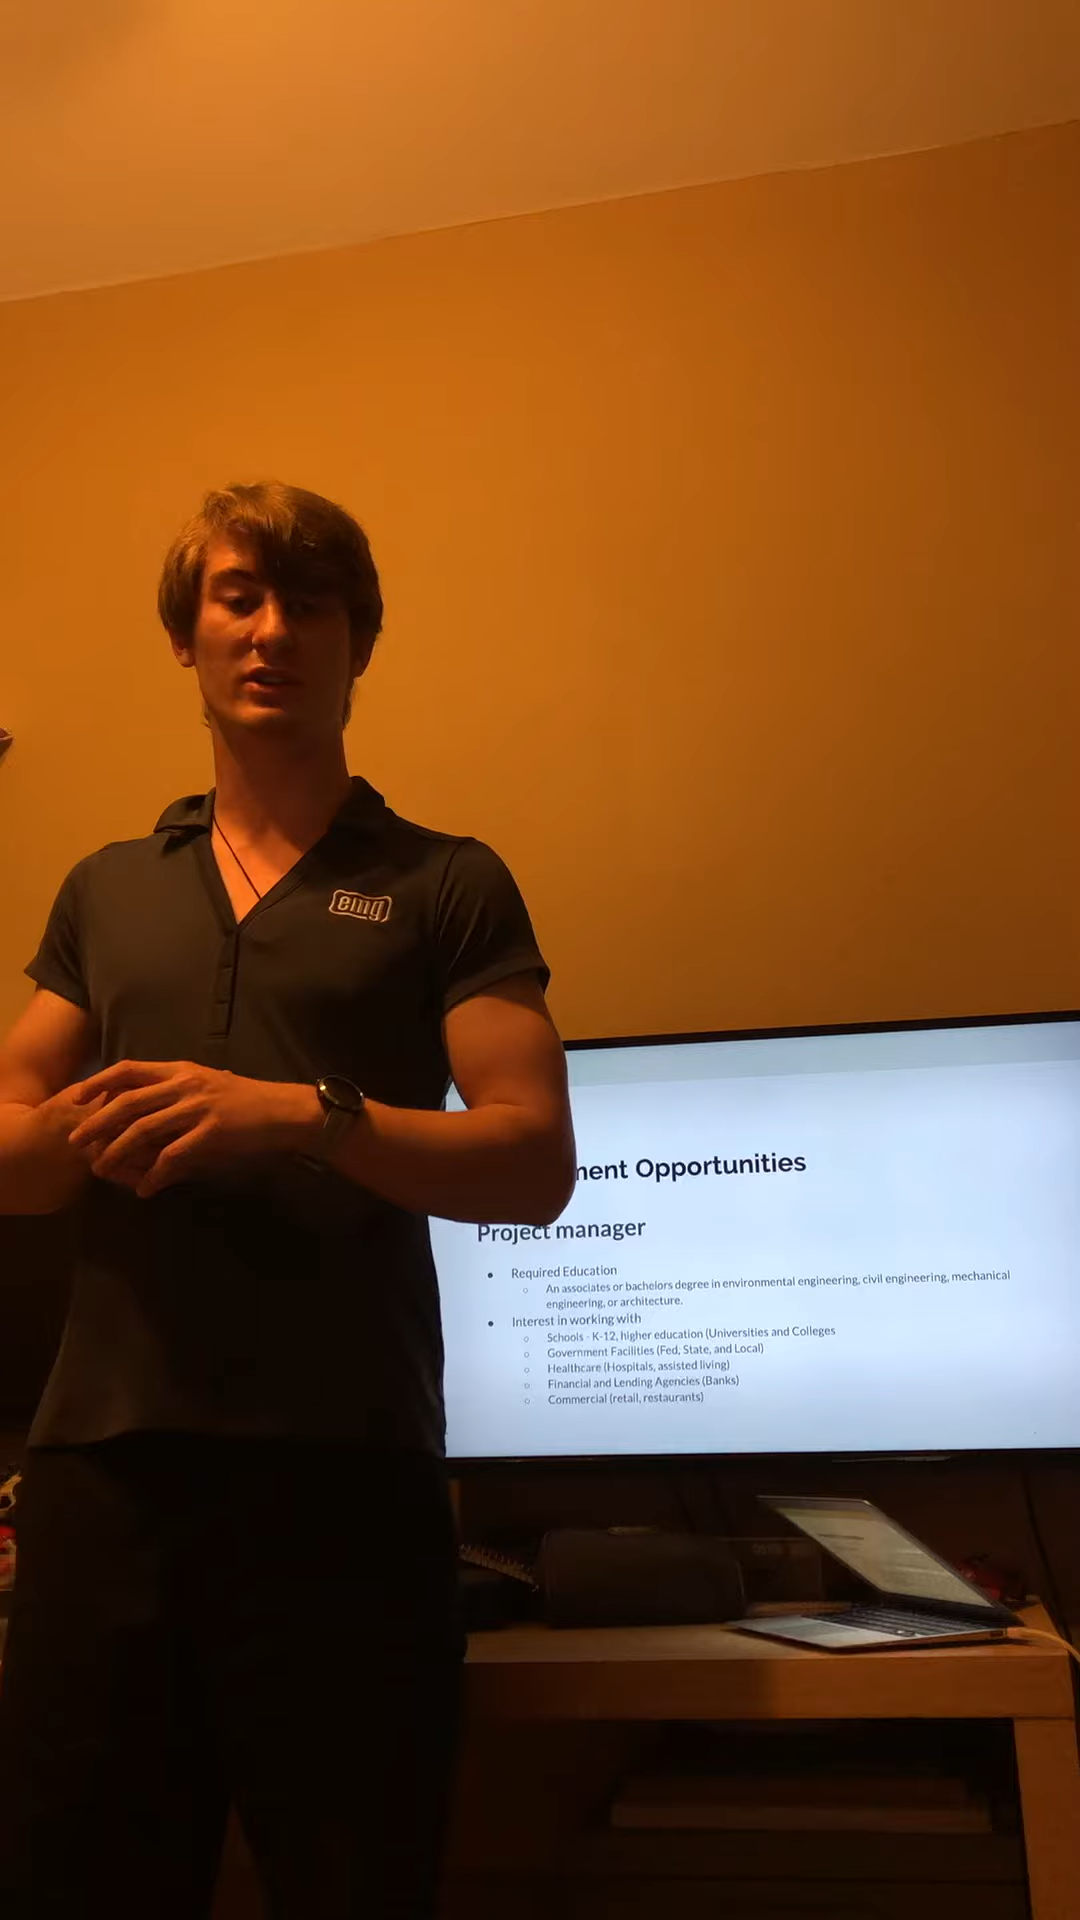 emg
ment Opportunities
Project manager
Required Education
An associates or bachelors degree in environmental engineering, civil engineering, mechanical
engineering, or architecture.
Interest in working with
Schools - K-12, higher education (Universities and Colleges
Government Facilities (Fed, State, and Local)
Healthcare (Hospitals, assisted living)
Financial and Lending Agencies (Banks)
Commercial (retail, restaurants)